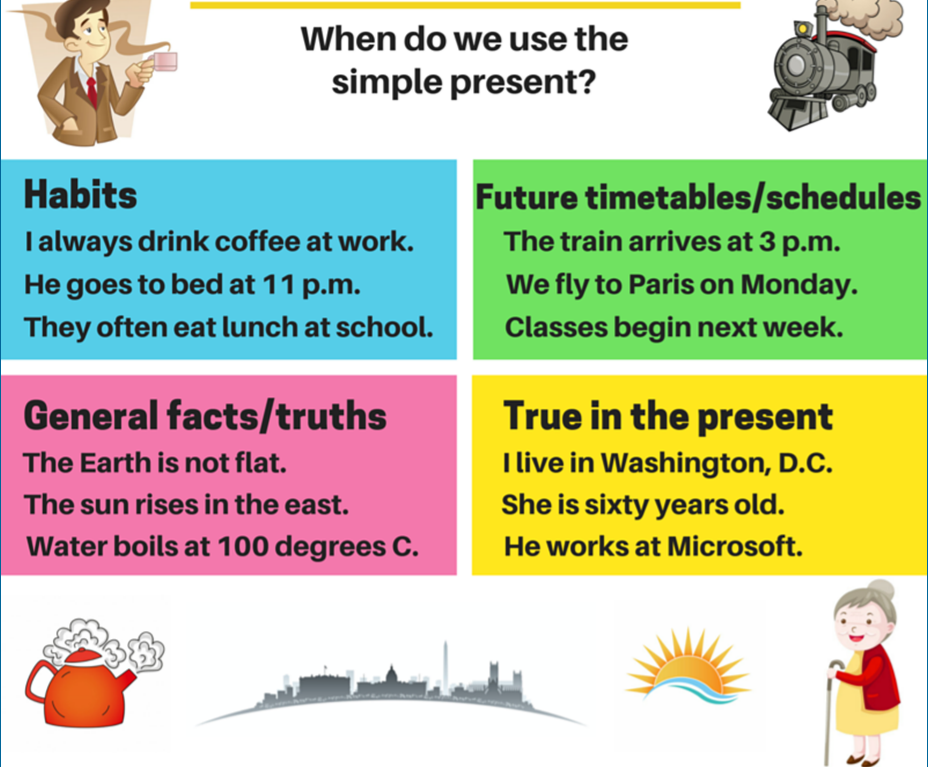 When do we use the
simple present?
Habits
I always drink coffee at work.
He goes to bed at 11 p.m.
They often eat lunch at school.
Future timetables/schedules
The train arrives at 3 p.m.
We fly to Paris on Monday.
Classes begin next week.
General facts/truths
The Earth is not flat.
The sun rises in the east.
Water boils at 100 degrees C.
True in the present
I live in Washington, D.C.
She is sixty years old.
He works at Microsoft.